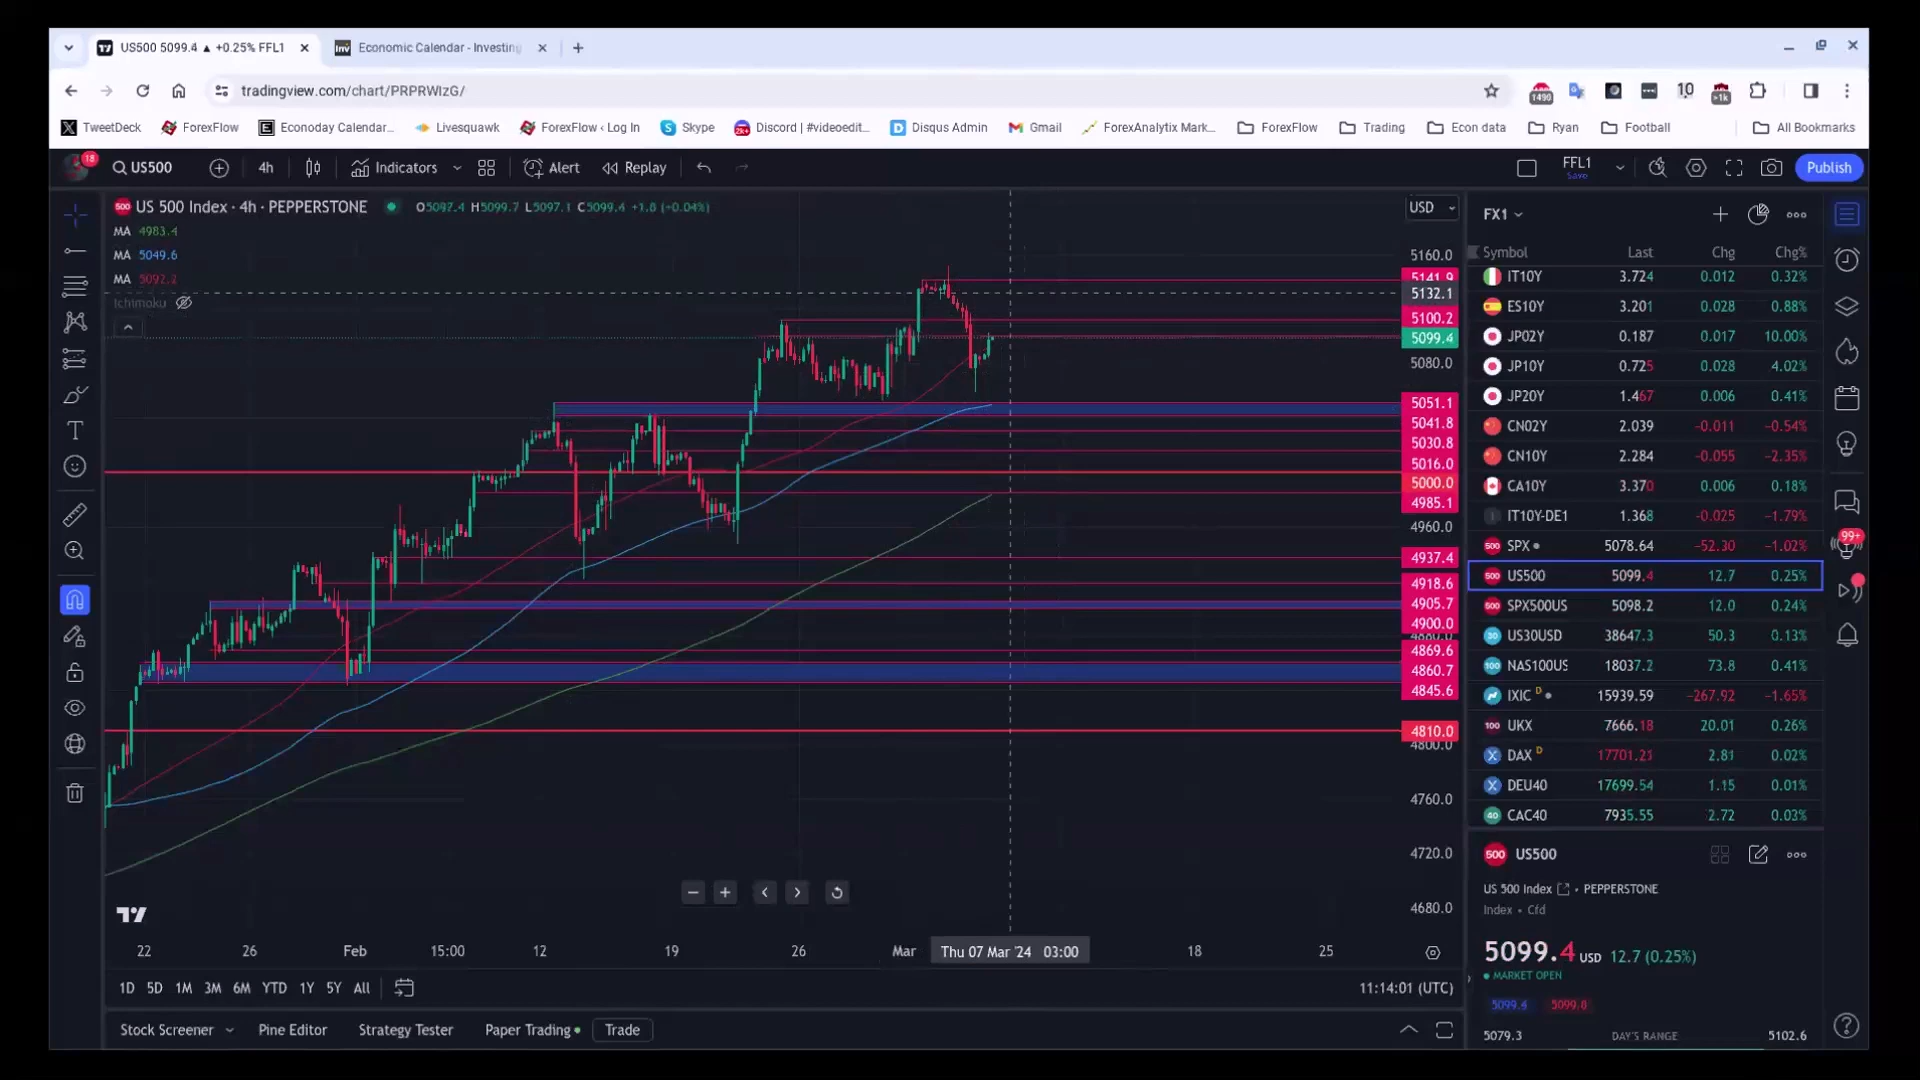 US500 5099.4 ▲ +0.25% FFL1
Economic Calendar - Investing
tradingview.com/chart/PRPRWIzG/
1490
10
>1k
TweetDeck ForexFlow Econoday Calendar... Livesquawk ForexFlow ‹ Log In Skype Discord | #videoedit... Disqus Admin Gmail ForexAnalytix Mark... ForexFlow Trading Econ data Ryan Football All Bookmarks
18 US500 4h Indicators Alert Replay FFL1 Save Publish
US 500 Index · 4h · PEPPERSTONE O5097.4 H5099.7 L5097.1 C5099.4 +1.8 (+0.04%)
MA 4983.4
MA 5049.6
MA 5092.2
Ichimoku
USD
5160.0
5141.9
5132.1
5100.2
5099.4
5080.0
5051.1
5041.8
5030.8
5016.0
5000.0
4985.1
4960.0
4937.4
4918.6
4905.7
4900.0
4880.0
4869.6
4860.7
4845.6
4810.0
4800.0
4760.0
4720.0
4680.0
22 26 Feb 15:00 12 19 26 Mar Thu 07 Mar '24 03:00 18 25
1D 5D 1M 3M 6M YTD 1Y 5Y All 11:14:01 (UTC)
Stock Screener Pine Editor Strategy Tester Paper Trading Trade
FX1
Symbol Last Chg Chg%
IT10Y 3.724 0.012 0.32%
ES10Y 3.201 0.028 0.88%
JP02Y 0.187 0.017 10.00%
JP10Y 0.725 0.028 4.02%
JP20Y 1.467 0.006 0.41%
CN02Y 2.039 −0.011 −0.54%
CN10Y 2.284 −0.055 −2.35%
CA10Y 3.370 0.006 0.18%
IT10Y-DE1 1.368 −0.025 −1.79%
SPX 5078.64 −52.30 −1.02%
US500 5099.4 12.7 0.25%
SPX500US 5098.2 12.0 0.24%
US30USD 38647.3 50.3 0.13%
NAS100US 18037.2 73.8 0.41%
IXIC D 15939.59 −267.92 −1.65%
UKX 7666.18 20.01 0.26%
DAX D 17701.21 2.81 0.02%
DEU40 17699.54 1.15 0.01%
CAC40 7935.55 2.72 0.03%
500 US500
US 500 Index · PEPPERSTONE
Index · Cfd
5099.4 USD 12.7 (0.25%)
MARKET OPEN
5099.4 5099.8
5079.3 DAY'S RANGE 5102.6
99+